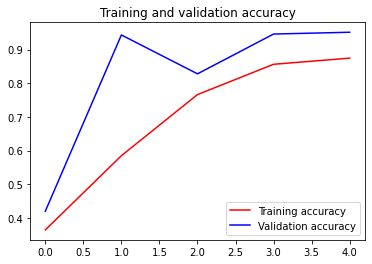 Training and validation accuracy
0.9
0.8
0.7
0.6
0.5
0.4
Training accuracy
Validation accuracy
0.0 0.5 1.0 1.5 2.0 2.5 3.0 3.5 4.0